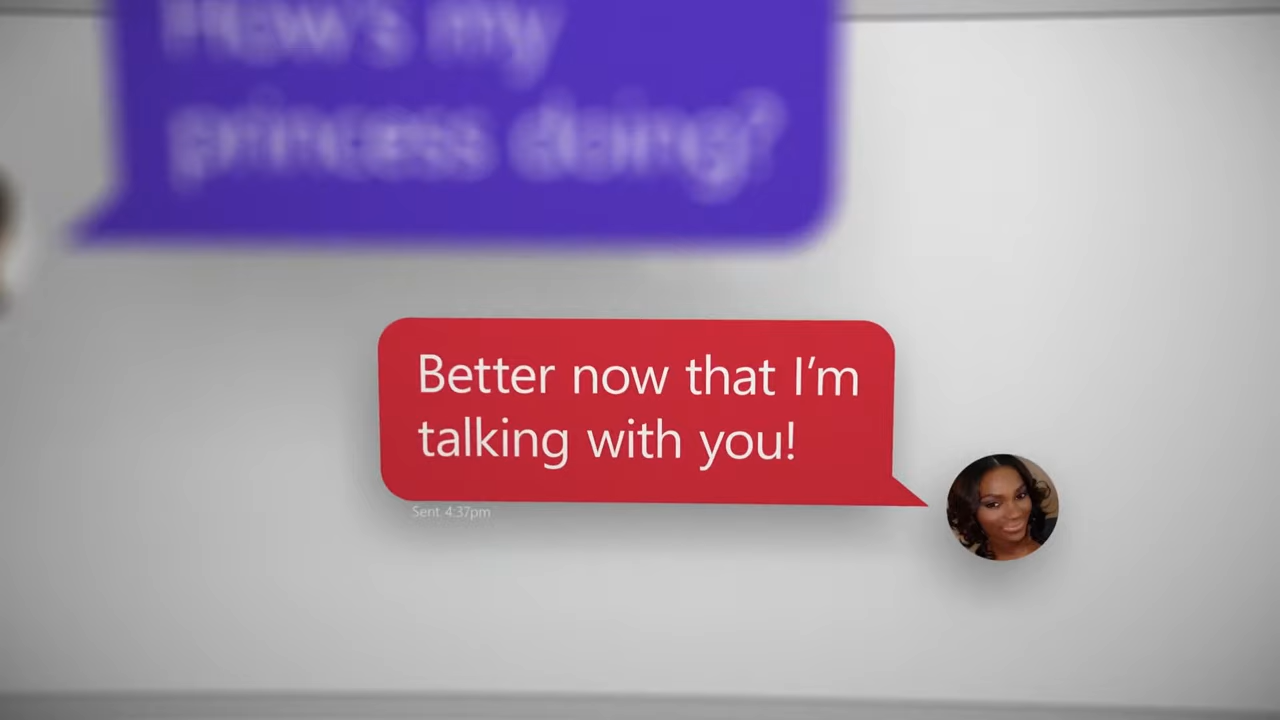 How's my
princess doing?
Better now that I'm
talking with you!
Sent 4:37pm